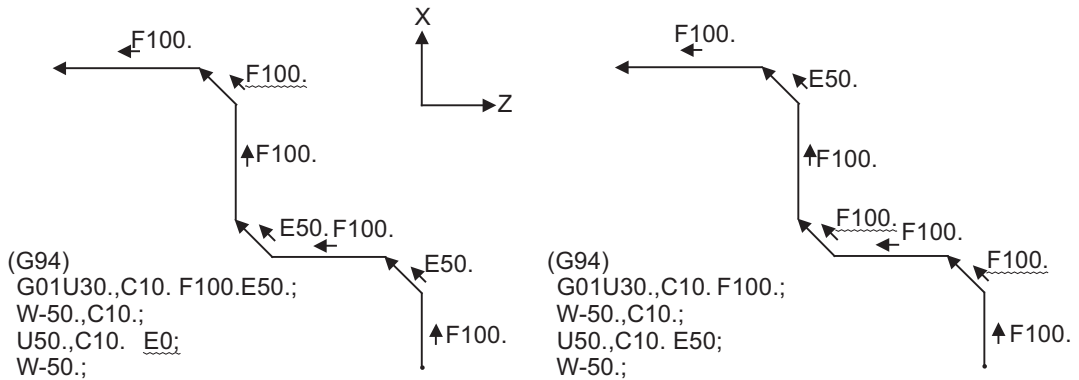 X
Z
F100.
F100.
F100.
E50. F100.
E50.
F100.
(G94)
G01U30.,C10. F100.E50.;
W-50.,C10.;
U50.,C10. E0;
W-50.;
F100.
E50.
F100.
F100.
F100.
F100.
F100.
(G94)
G01U30.,C10. F100.;
W-50.,C10.;
U50.,C10. E50;
W-50.;